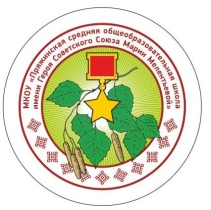 МКОУ «Пряжинская средняя общеобразовательная школа
имени Героя Советского Союза Марии Мелентьевой»